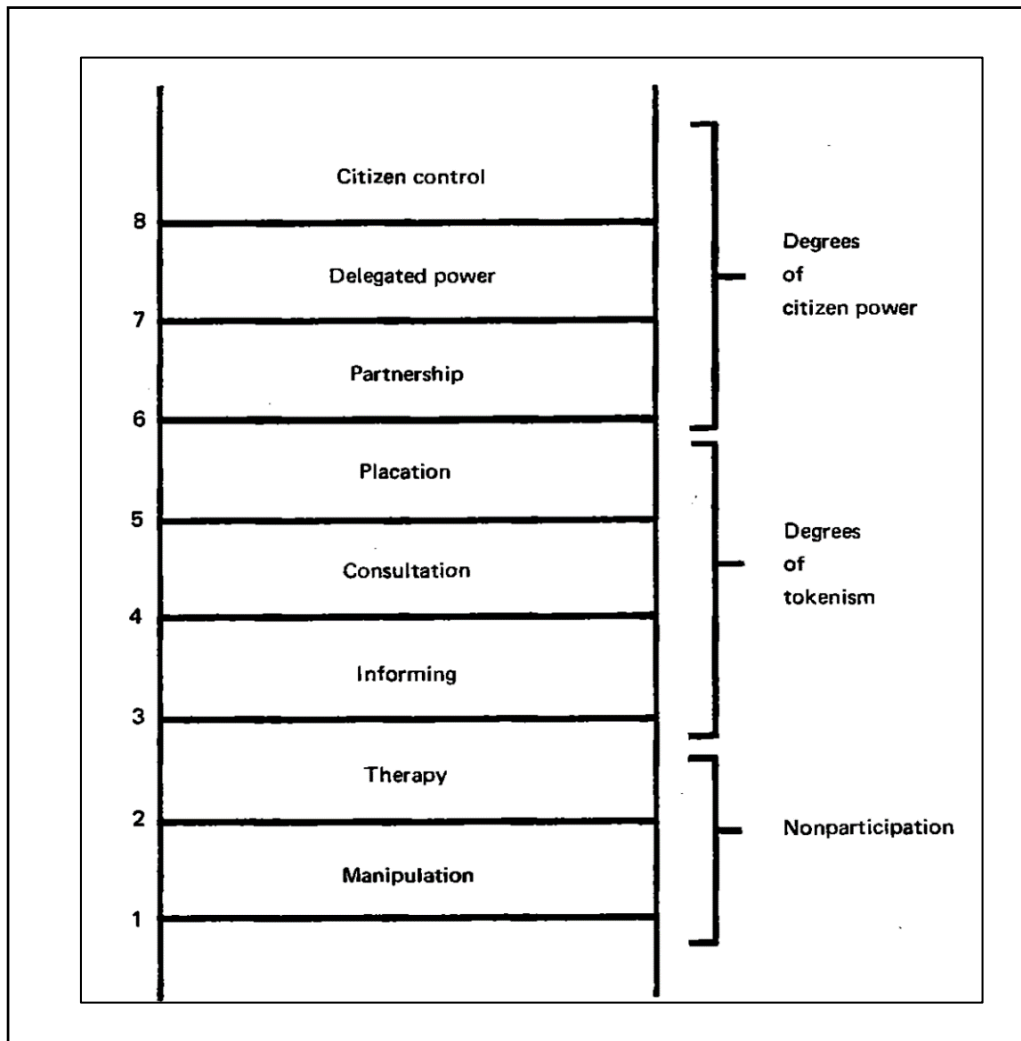 Citizen control
8
Delegated power
7
Partnership
6
Placation
5
Consultation
4
Informing
3
Therapy
2
Manipulation
1
Degrees
of
citizen power
Degrees
of
tokenism
Nonparticipation